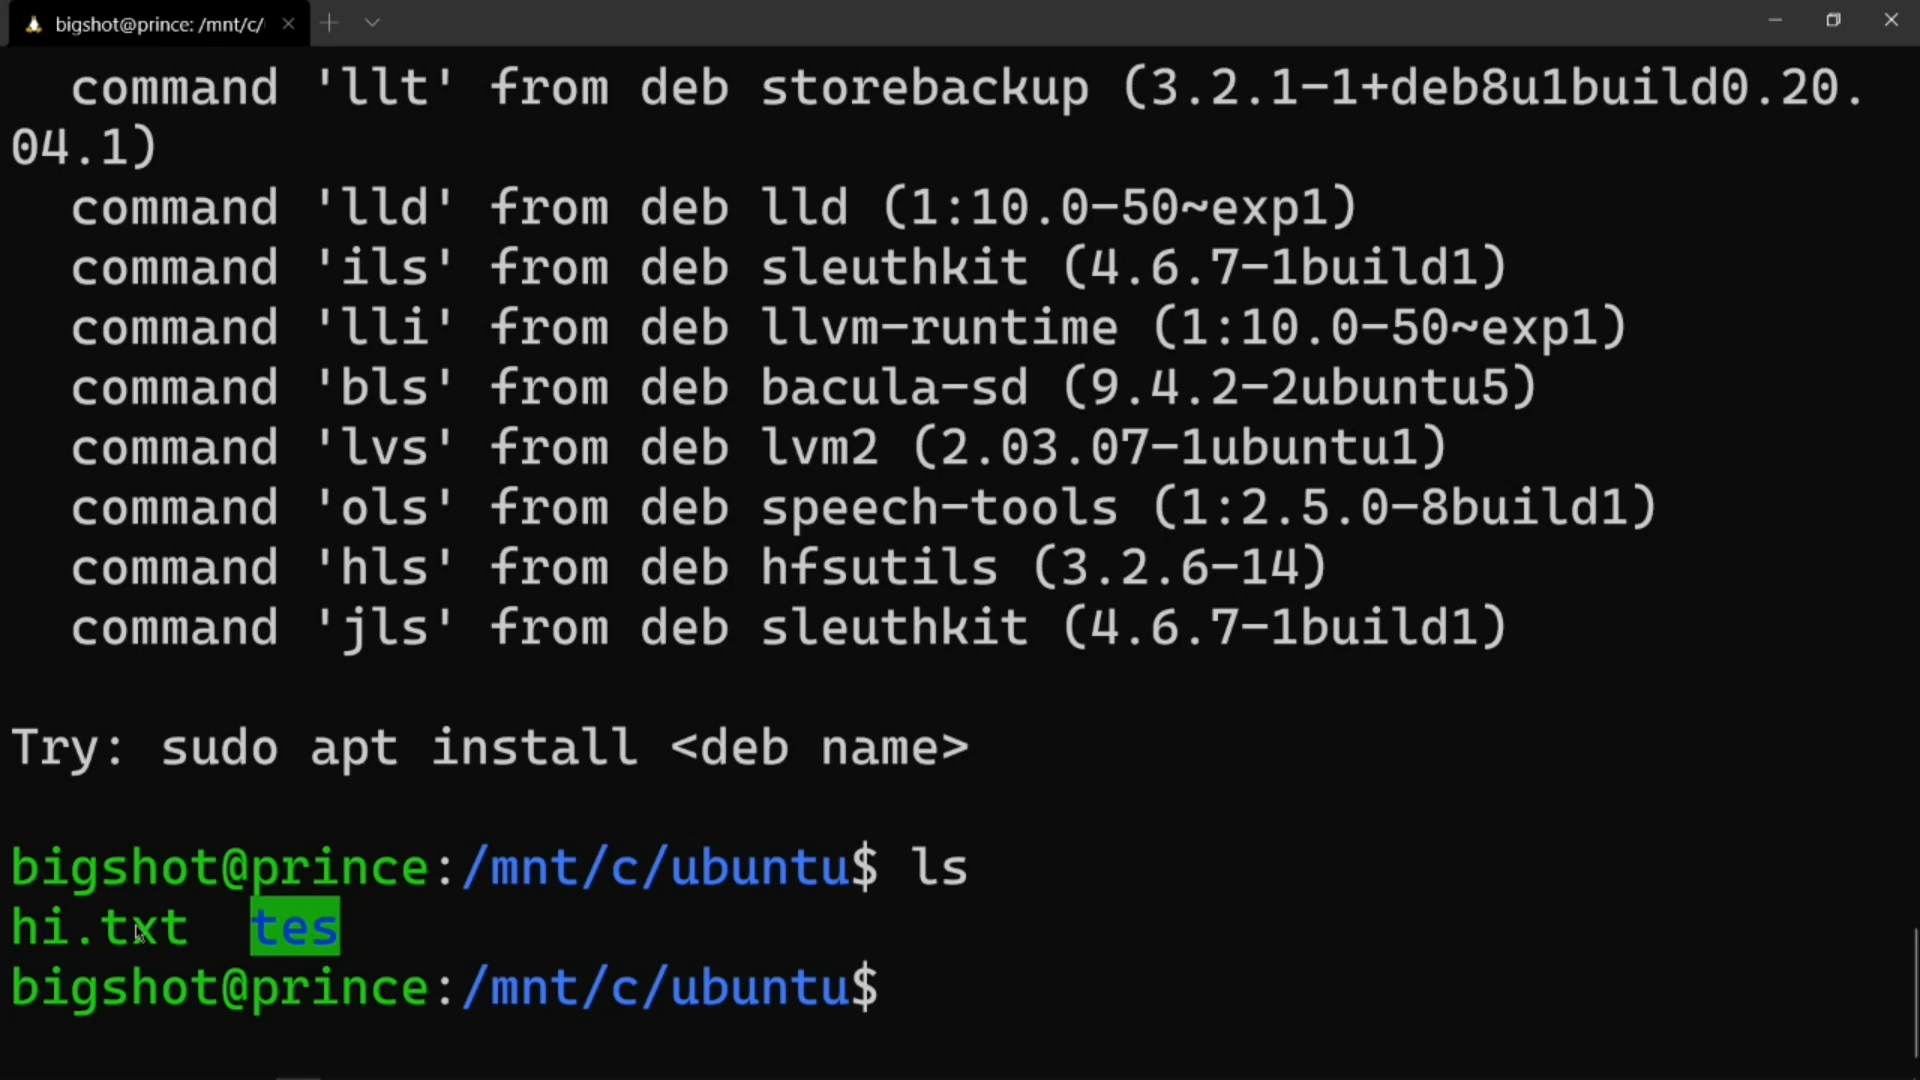 bigshot@prince: /mnt/c/
command 'llt' from deb storebackup (3.2.1-1+deb8u1build0.20.
04.1)
command 'lld' from deb lld (1:10.0-50~exp1)
command 'ils' from deb sleuthkit (4.6.7-1build1)
command 'lli' from deb llvm-runtime (1:10.0-50~exp1)
command 'bls' from deb bacula-sd (9.4.2-2ubuntu5)
command 'lvs' from deb lvm2 (2.03.07-1ubuntu1)
command 'ols' from deb speech-tools (1:2.5.0-8build1)
command 'hls' from deb hfsutils (3.2.6-14)
command 'jls' from deb sleuthkit (4.6.7-1build1)
Try: sudo apt install <deb name>
bigshot@prince:/mnt/c/ubuntu$ ls
hi.txt tes
bigshot@prince:/mnt/c/ubuntu$